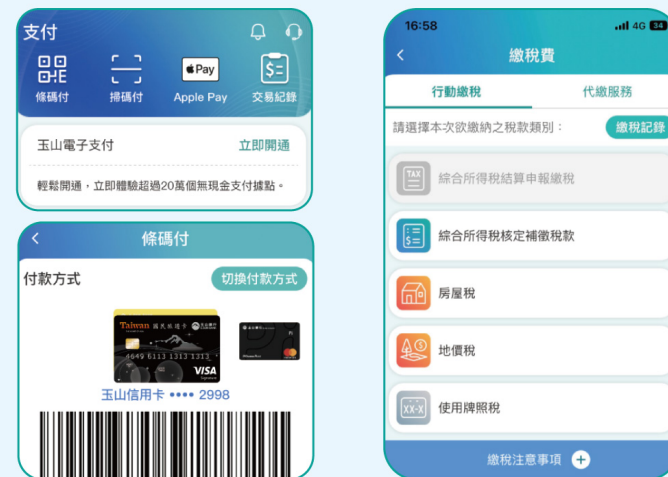 支付
條碼付
掃碼付
Pay
Apple Pay
$
交易紀錄
玉山電子支付
立即開通
輕鬆開通，立即體驗超過20萬個無現金支付據點。
條碼付
付款方式
切換付款方式
Taiwan 國民旅遊卡
4649 6113 1313 1313
VISA
玉山信用卡 •••• 2998
16:58
4G 34
繳稅費
行動繳稅
代繳服務
請選擇本次欲繳納之稅款類別：
繳稅記錄
TAX
綜合所得稅結算申報繳稅
$
綜合所得稅核定補徵稅款
房屋稅
$
地價稅
XX-X
使用牌照稅
繳稅注意事項